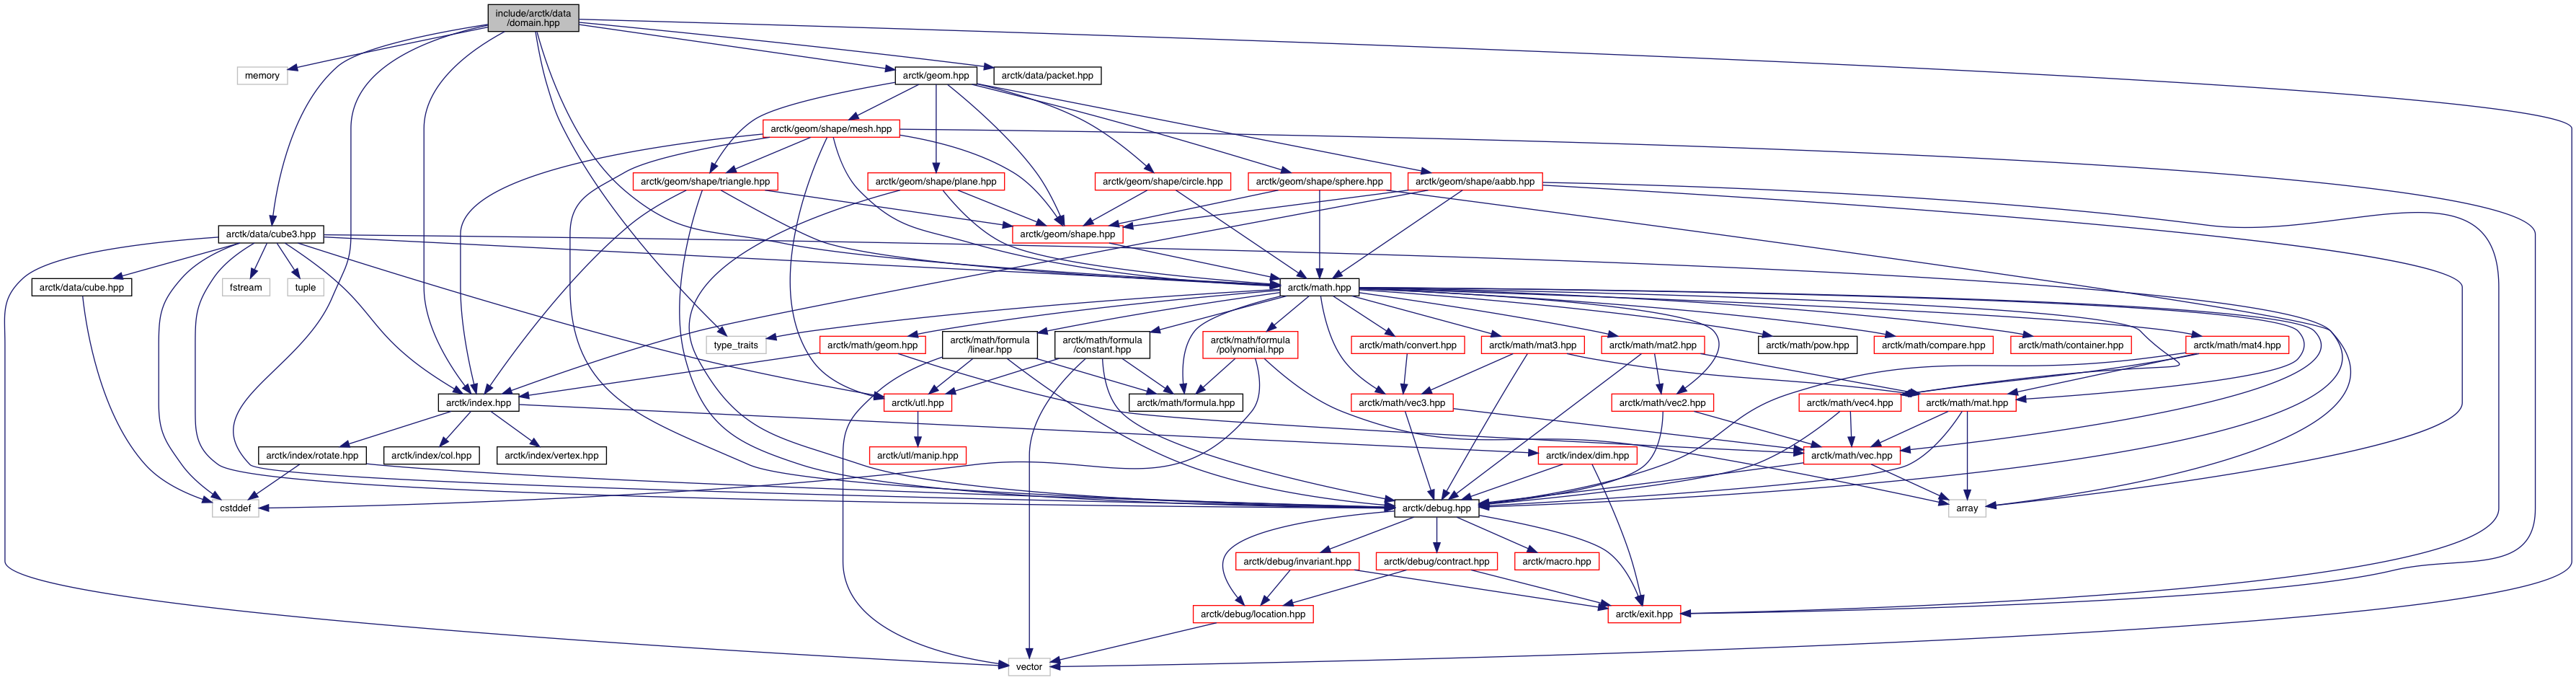 include/arctk/data
/domain.hpp
memory
arctk/geom.hpp
arctk/data/packet.hpp
arctk/geom/shape/mesh.hpp
arctk/geom/shape/triangle.hpp
arctk/geom/shape/plane.hpp
arctk/geom/shape/circle.hpp
arctk/geom/shape/sphere.hpp
arctk/geom/shape/aabb.hpp
arctk/data/cube3.hpp
arctk/geom/shape.hpp
arctk/data/cube.hpp
fstream
tuple
arctk/math.hpp
type_traits
arctk/math/geom.hpp
arctk/math/formula
/linear.hpp
arctk/math/formula
/constant.hpp
arctk/math/formula
/polynomial.hpp
arctk/math/convert.hpp
arctk/math/mat3.hpp
arctk/math/mat2.hpp
arctk/math/pow.hpp
arctk/math/compare.hpp
arctk/math/container.hpp
arctk/math/mat4.hpp
arctk/index.hpp
arctk/utl.hpp
arctk/math/formula.hpp
arctk/math/vec3.hpp
arctk/math/vec2.hpp
arctk/math/vec4.hpp
arctk/math/mat.hpp
arctk/index/rotate.hpp
arctk/index/col.hpp
arctk/index/vertex.hpp
arctk/utl/manip.hpp
arctk/index/dim.hpp
arctk/math/vec.hpp
cstddef
arctk/debug.hpp
array
arctk/debug/invariant.hpp
arctk/debug/contract.hpp
arctk/macro.hpp
arctk/debug/location.hpp
arctk/exit.hpp
vector